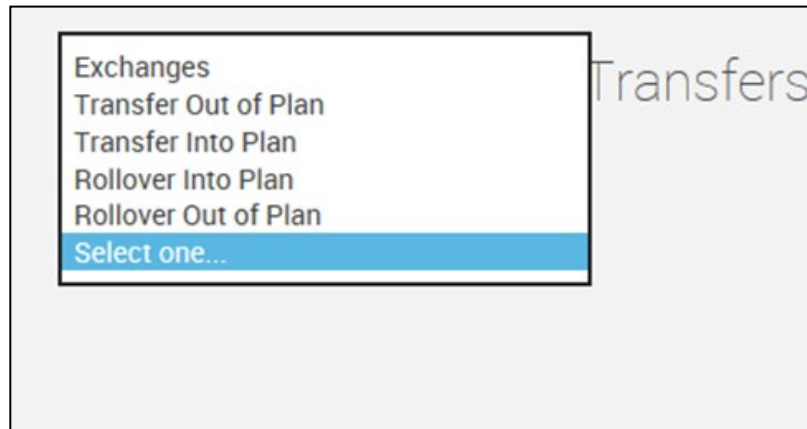 Exchanges
Transfer Out of Plan
Transfer Into Plan
Rollover Into Plan
Rollover Out of Plan
Select one...
Transfers